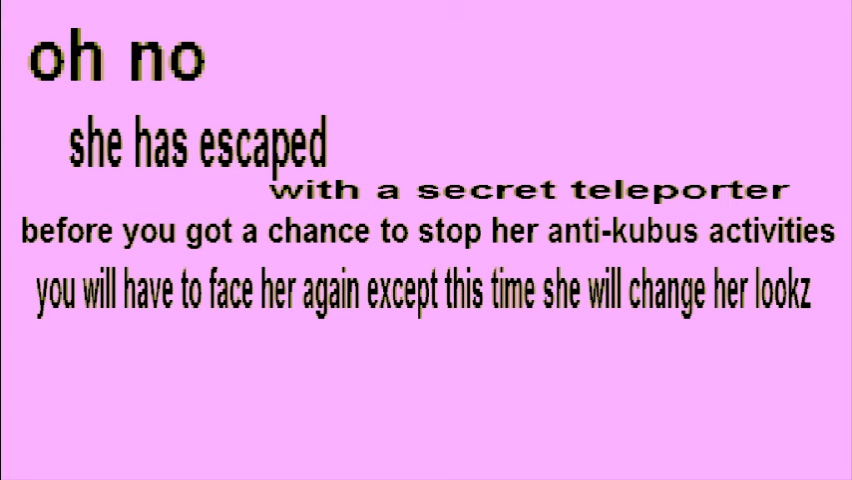 oh no
she has escaped
with a secret teleporter
before you got a chance to stop her anti-kubus activities
you will have to face her again except this time she will change her lookz